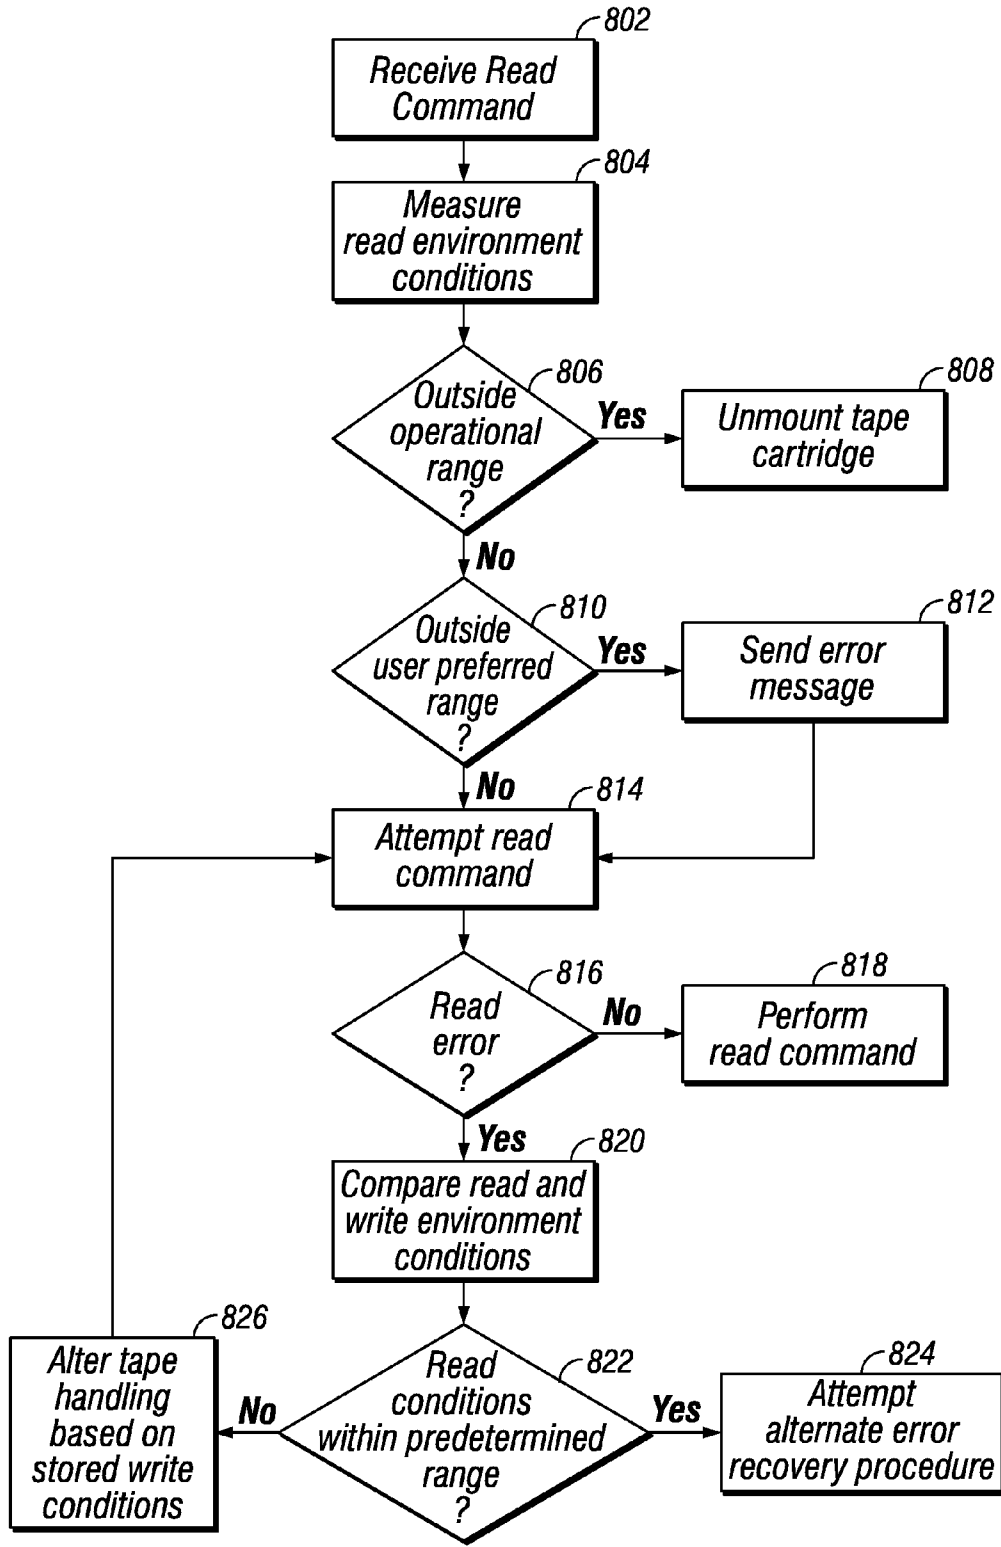 802
Receive Read
Command
804
Measure
read environment
conditions
806
Outside
operational
range
?
Yes
808
Unmount tape
cartridge
No
810
Outside
user preferred
range
?
Yes
812
Send error
message
No
814
Attempt read
command
816
Read
error
?
No
818
Perform
read command
Yes
820
Compare read and
write environment
conditions
822
Read
conditions
within predetermined
range
?
Yes
824
Attempt
alternate error
recovery procedure
No
826
Alter tape
handling
based on
stored write
conditions